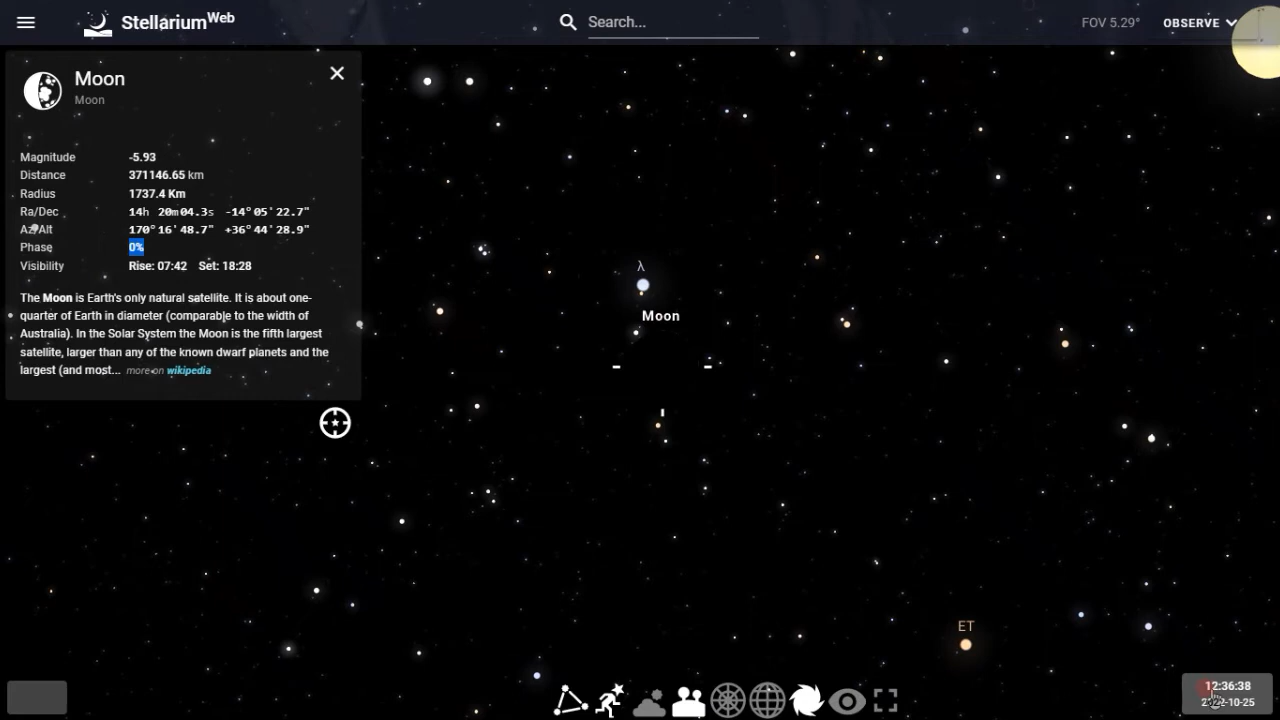 StellariumWeb
Search...
FOV 5.29°
OBSERVE
Moon
Moon
Magnitude -5.93
Distance 371146.65 km
Radius 1737.4 Km
Ra/Dec 14h 20m 04.3s -14°05'22.7"
Az/Alt 170°16'48.7" +36°44'28.9"
Phase 0%
Visibility Rise: 07:42 Set: 18:28
The Moon is Earth's only natural satellite. It is about one-
quarter of Earth in diameter (comparable to the width of
Australia). In the Solar System the Moon is the fifth largest
satellite, larger than any of the known dwarf planets and the
largest (and most... more on wikipedia
λ
Moon
ET
12:36:38